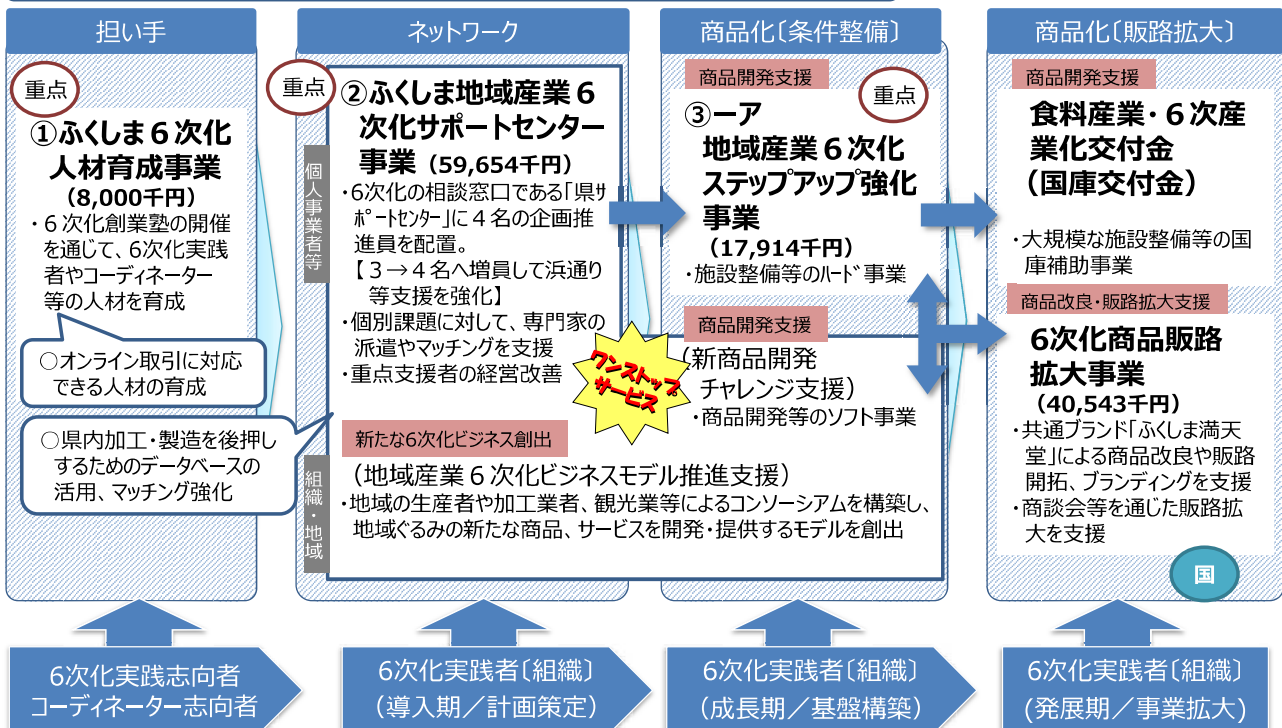 担い手
重点
①ふくしま６次化
人材育成事業
(8,000千円)
・６次化創業塾の開催
を通じて、6次化実践
者やコーディネーター
等の人材を育成
○オンライン取引に対応
できる人材の育成
○県内加工・製造を後押し
するためのデータベースの
活用、マッチング強化
ネットワーク
重点
個人事業者等
②ふくしま地域産業６
次化サポートセンター
事業（59,654千円）
・6次化の相談窓口である「県サ
ポートセンター」に４名の企画推
進員を配置。
【３→４名へ増員して浜通り
等支援を強化】
・個別課題に対して、専門家の
派遣やマッチングを支援
・重点支援者の経営改善
ワンストップ
サービス
新たな6次化ビジネス創出
組織・地域
（地域産業６次化ビジネスモデル推進支援）
・地域の生産者や加工業者、観光業等によるコンソーシアムを構築し、
地域ぐるみの新たな商品、サービスを開発・提供するモデルを創出
商品化〔条件整備〕
商品開発支援
重点
③ーア
地域産業６次化
ステップアップ強化
事業
（17,914千円）
・施設整備等のハード事業
商品開発支援
（新商品開発
チャレンジ支援）
・商品開発等のソフト事業
商品化〔販路拡大〕
商品開発支援
食料産業・６次産
業化交付金
（国庫交付金）
・大規模な施設整備等の国
庫補助事業
商品改良・販路拡大支援
6次化商品販路
拡大事業
（40,543千円）
・共通ブランド「ふくしま満天
堂」による商品改良や販路
開拓、ブランディングを支援
・商談会等を通じた販路拡
大を支援
国
6次化実践志向者
コーディネーター志向者
6次化実践者〔組織〕
（導入期／計画策定）
6次化実践者〔組織〕
（成長期／基盤構築）
6次化実践者〔組織〕
(発展期／事業拡大)